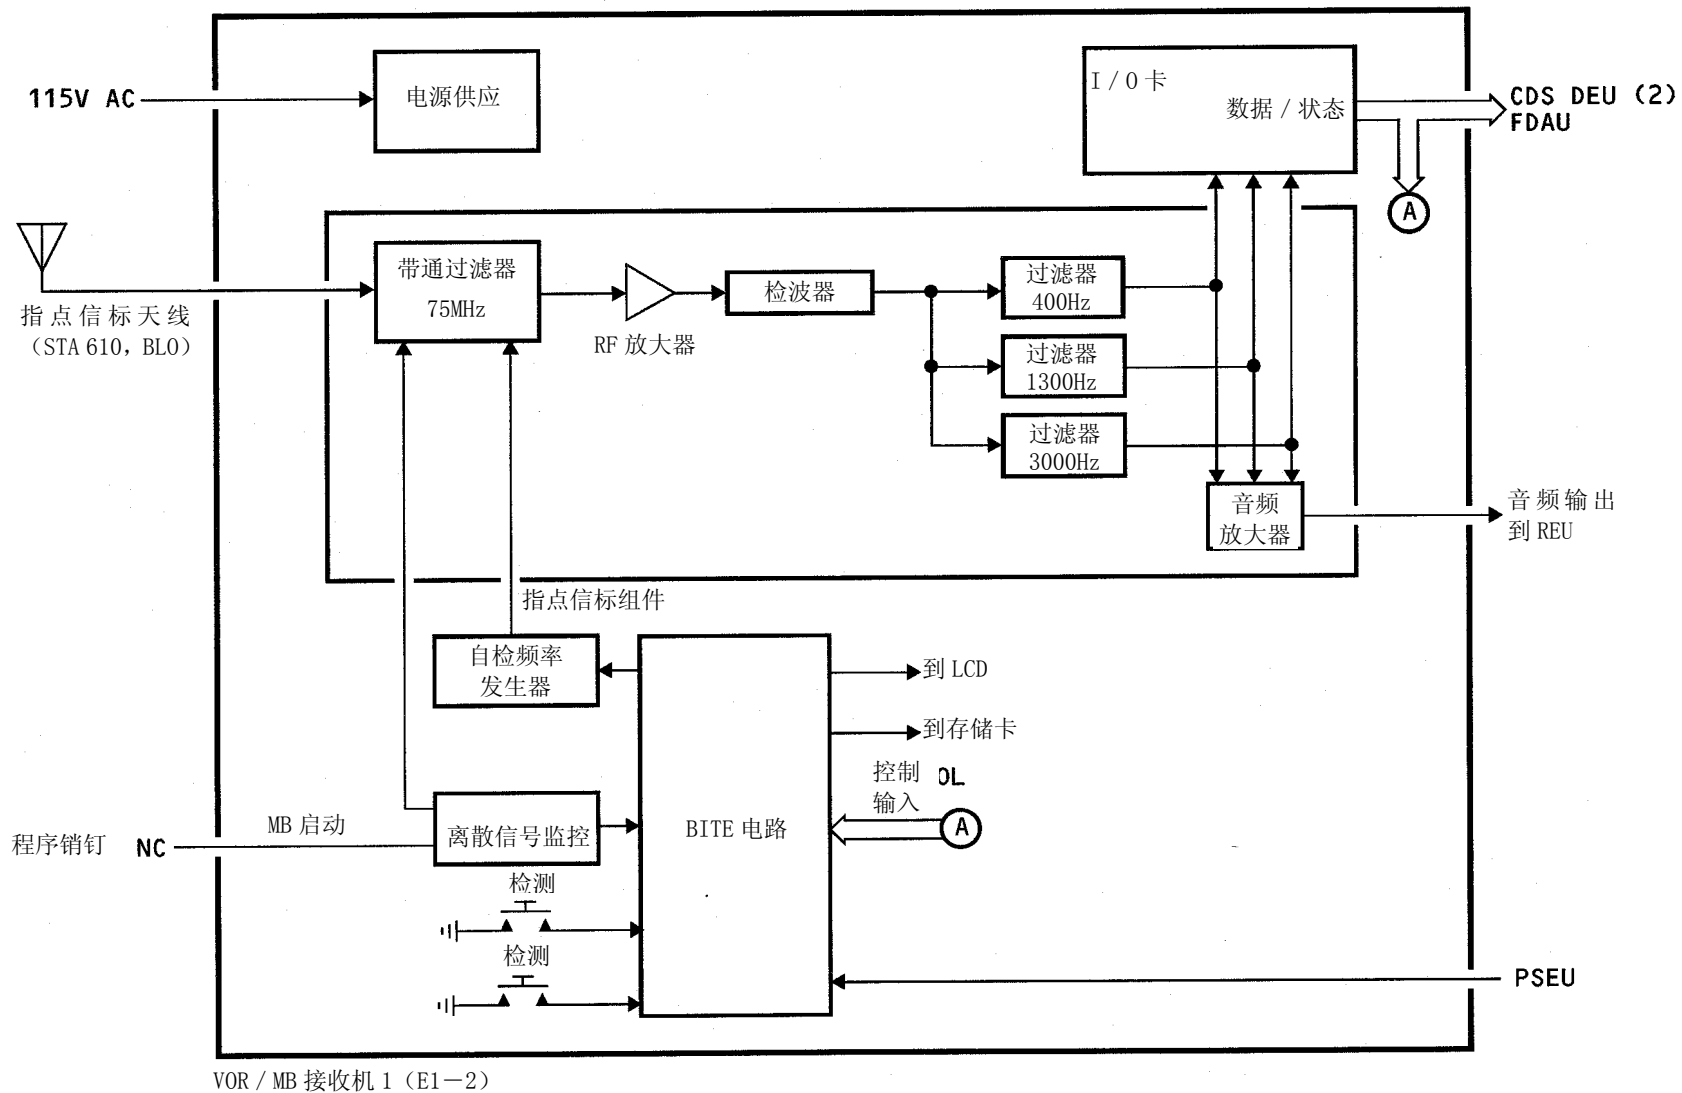 115V AC
电源供应
I/O卡
数据/状态
CDS DEU (2)
FDAU
A
指点信标天线
（STA 610，BLO）
带通过滤器
75MHz
RF 放大器
检波器
过滤器
400Hz
过滤器
1300Hz
过滤器
3000Hz
音频
放大器
音频输出
到 REU
指点信标组件
自检频率
发生器
到 LCD
到存储卡
控制 OL
输入
A
BITE 电路
MB 启动
程序销钉 NC
离散信号监控
检测
检测
PSEU
VOR/MB 接收机 1（E1－2）